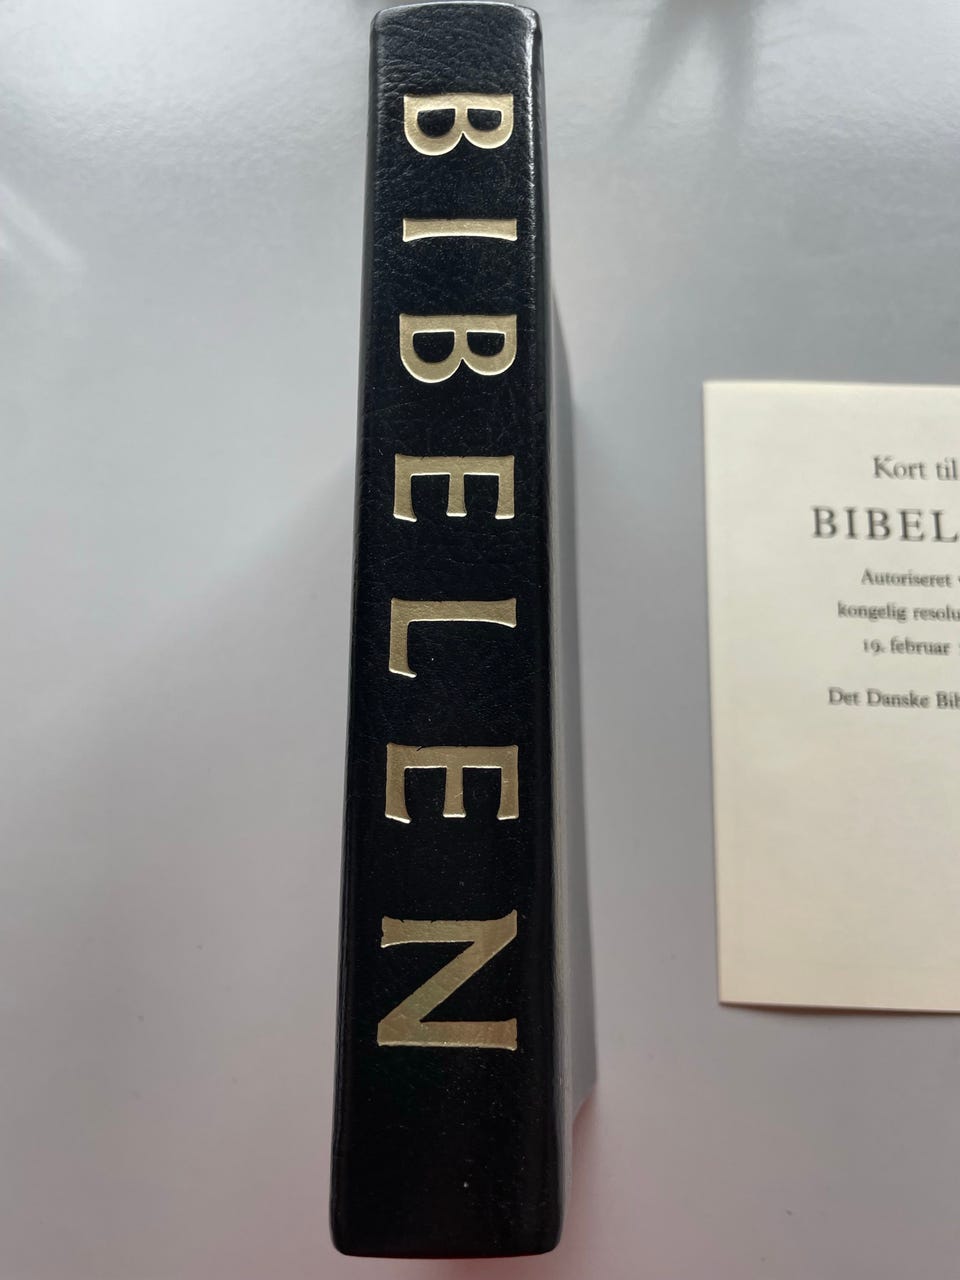 BIBELEN
Kort til
BIBEL
Autoriseret
kongelig resolu
19. februar
Det Danske Bib